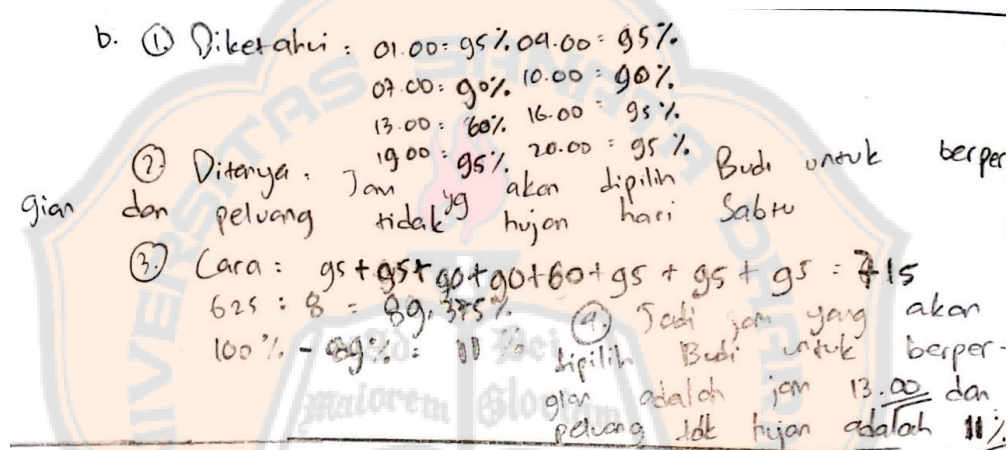 b. ① Diketahui : 01.00 : 95% 04.00 : 95%
07.00 : 90% 10.00 : 90%
13.00 : 60% 16.00 : 95%
19.00 : 95% 20.00 : 95%
② Ditanya : Jam yg akan dipilih Budi untuk beper
gian dan peluang tidak hujan hari Sabtu
③ Cara : 95+95+90+90+60+95+95+95 = 715
625 : 8 = 89,375%
100% - 89% = 11%
④ Jadi jam yang akan
dipilih Budi untuk beper-
gian adalah jam 13.00 dan
peluang tdk hujan adalah 11%